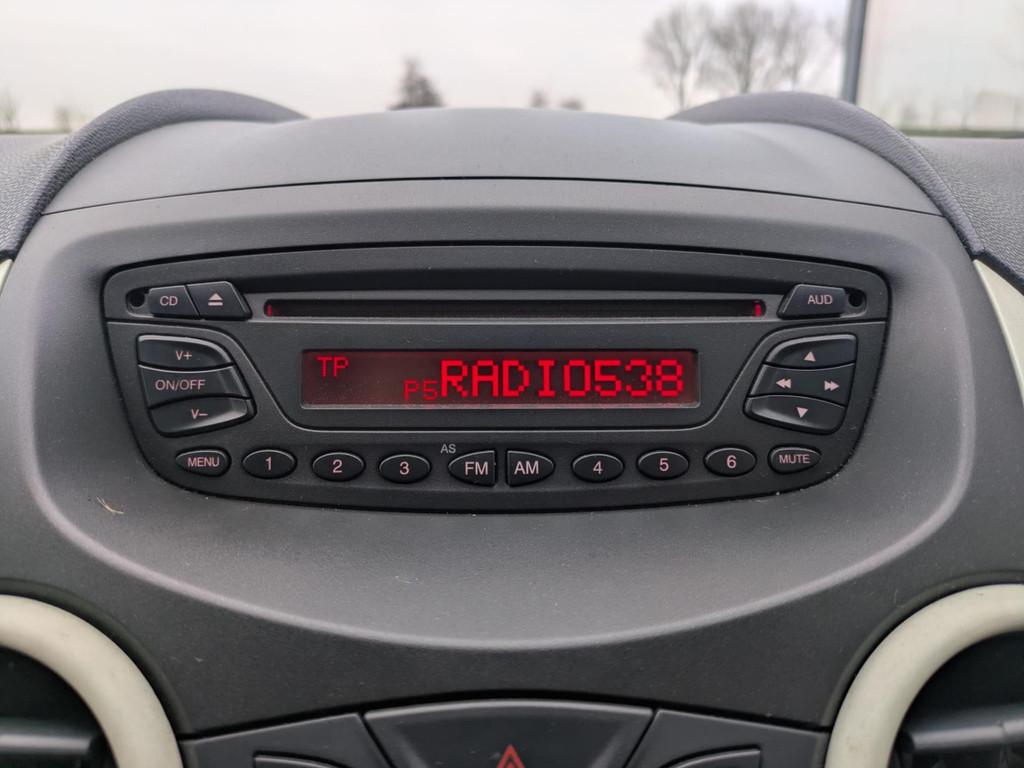 CD AUD
TP
P5 RADIO538
V+
ON/OFF
V–
AS
MENU 1 2 3 FM AM 4 5 6 MUTE